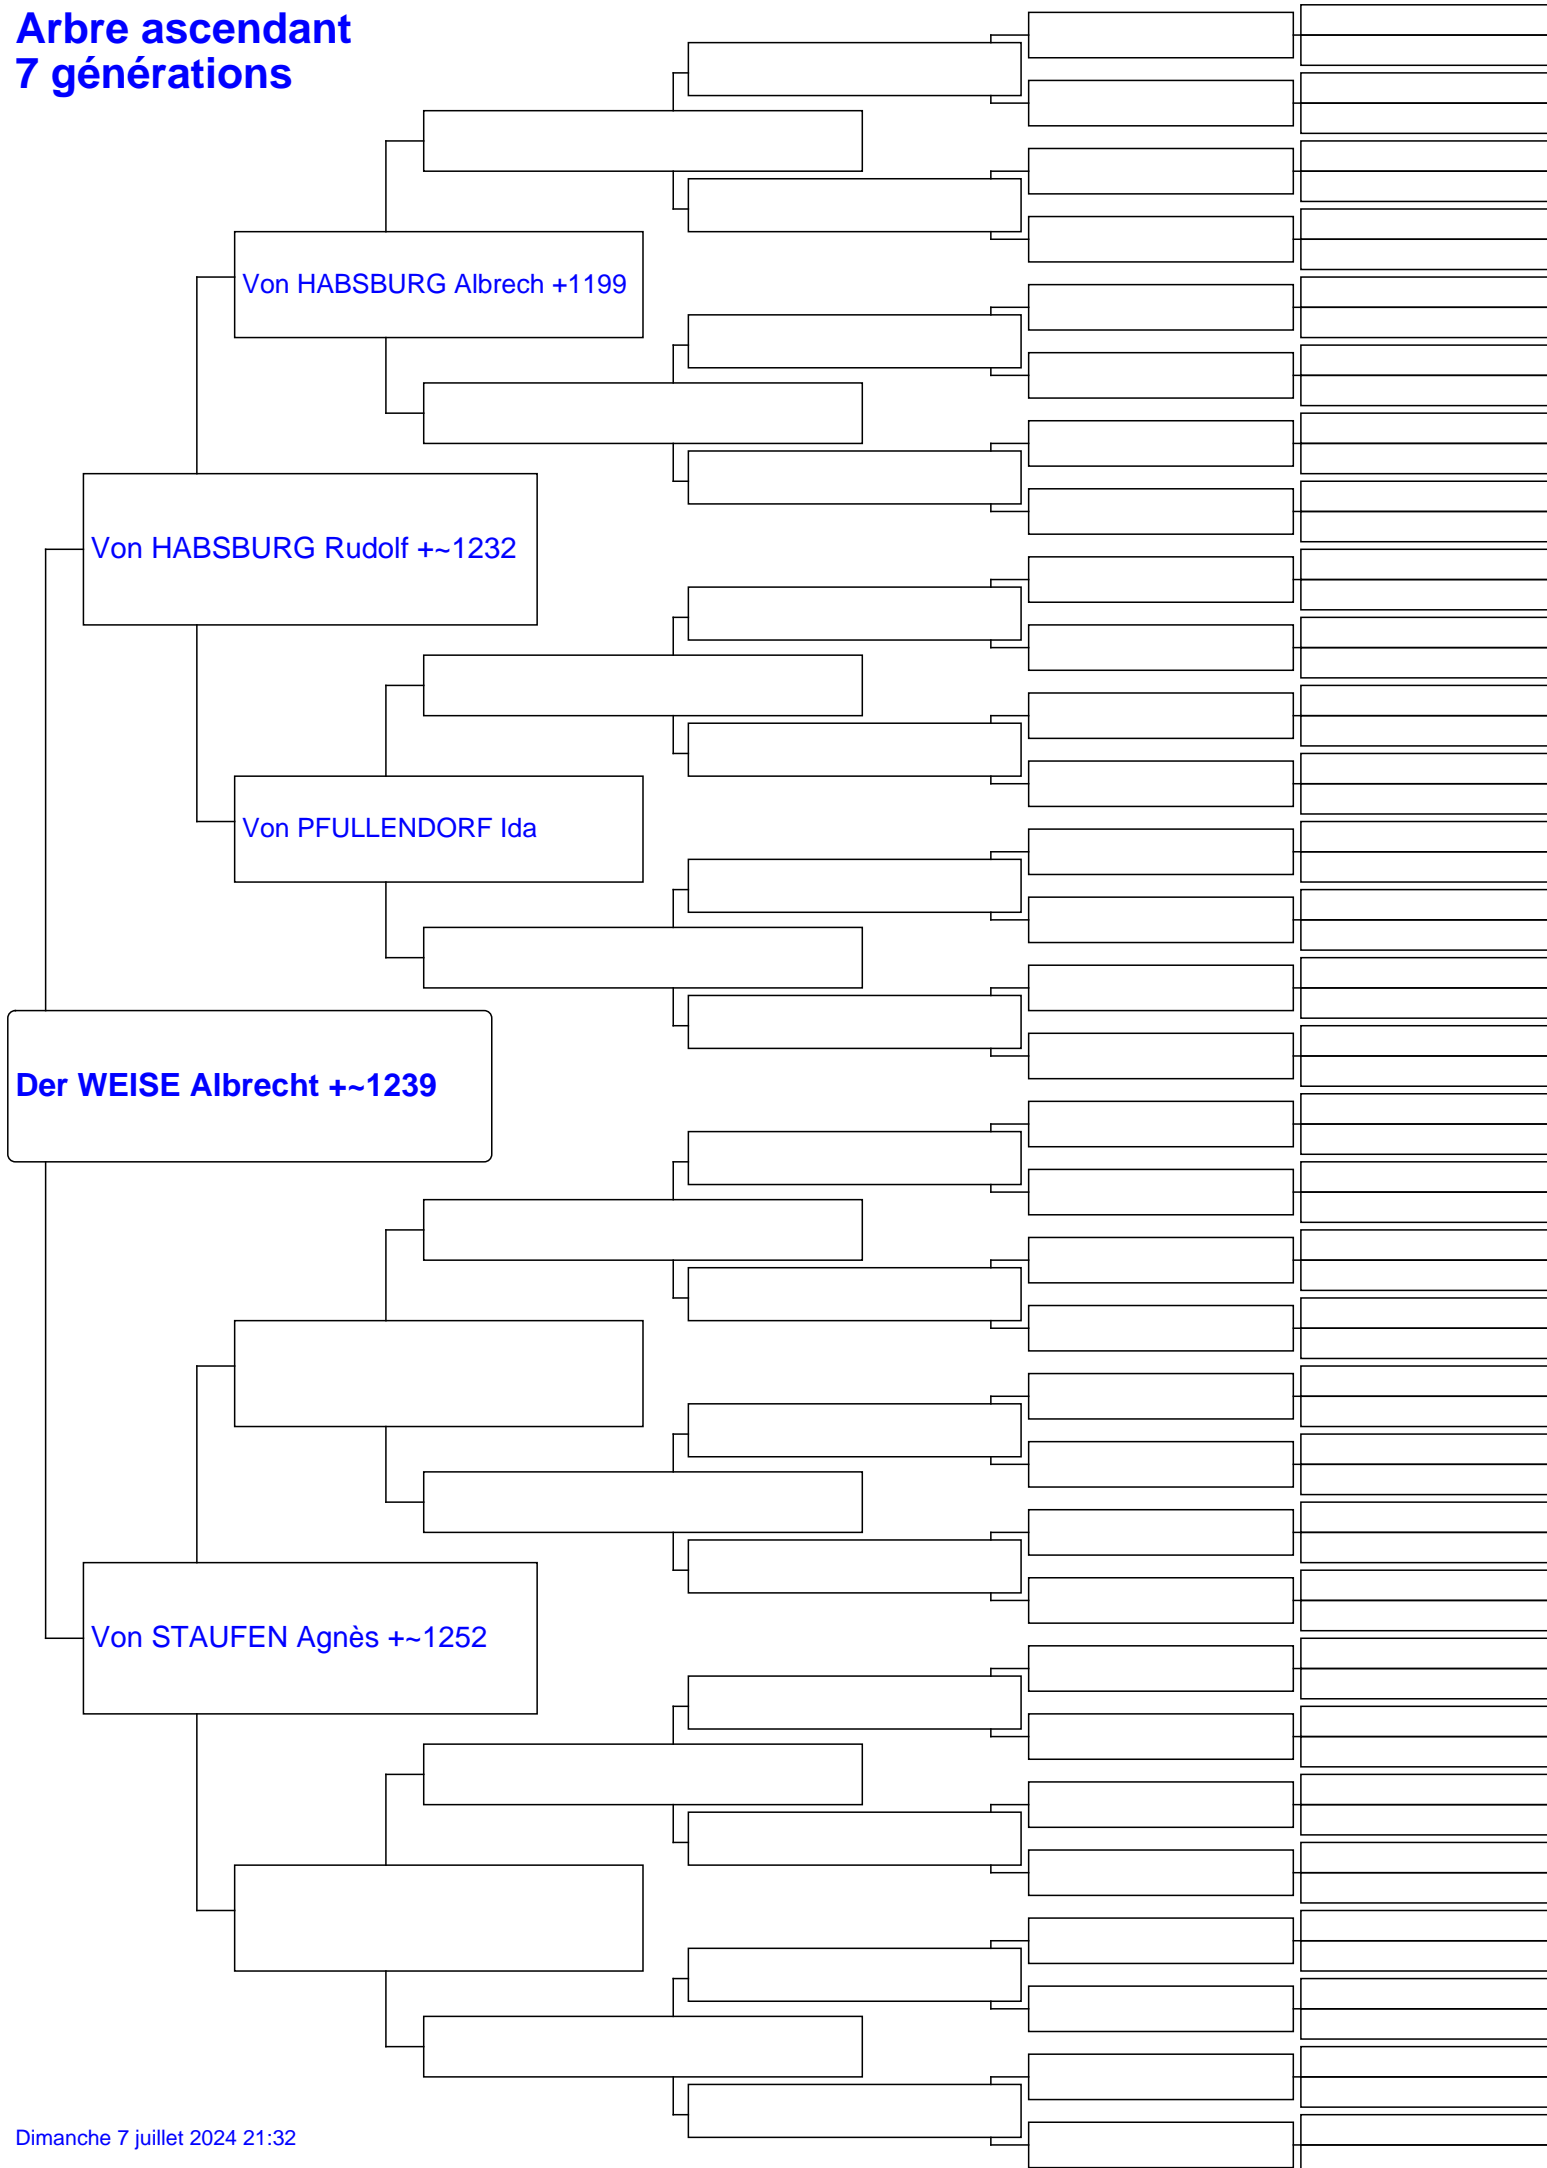 Arbre ascendant
7 générations
Von HABSBURG Albrech +1199
Von HABSBURG Rudolf +~1232
Von PFULLENDORF Ida
Der WEISE Albrecht +~1239
Von STAUFEN Agnès +~1252
Dimanche 7 juillet 2024 21:32